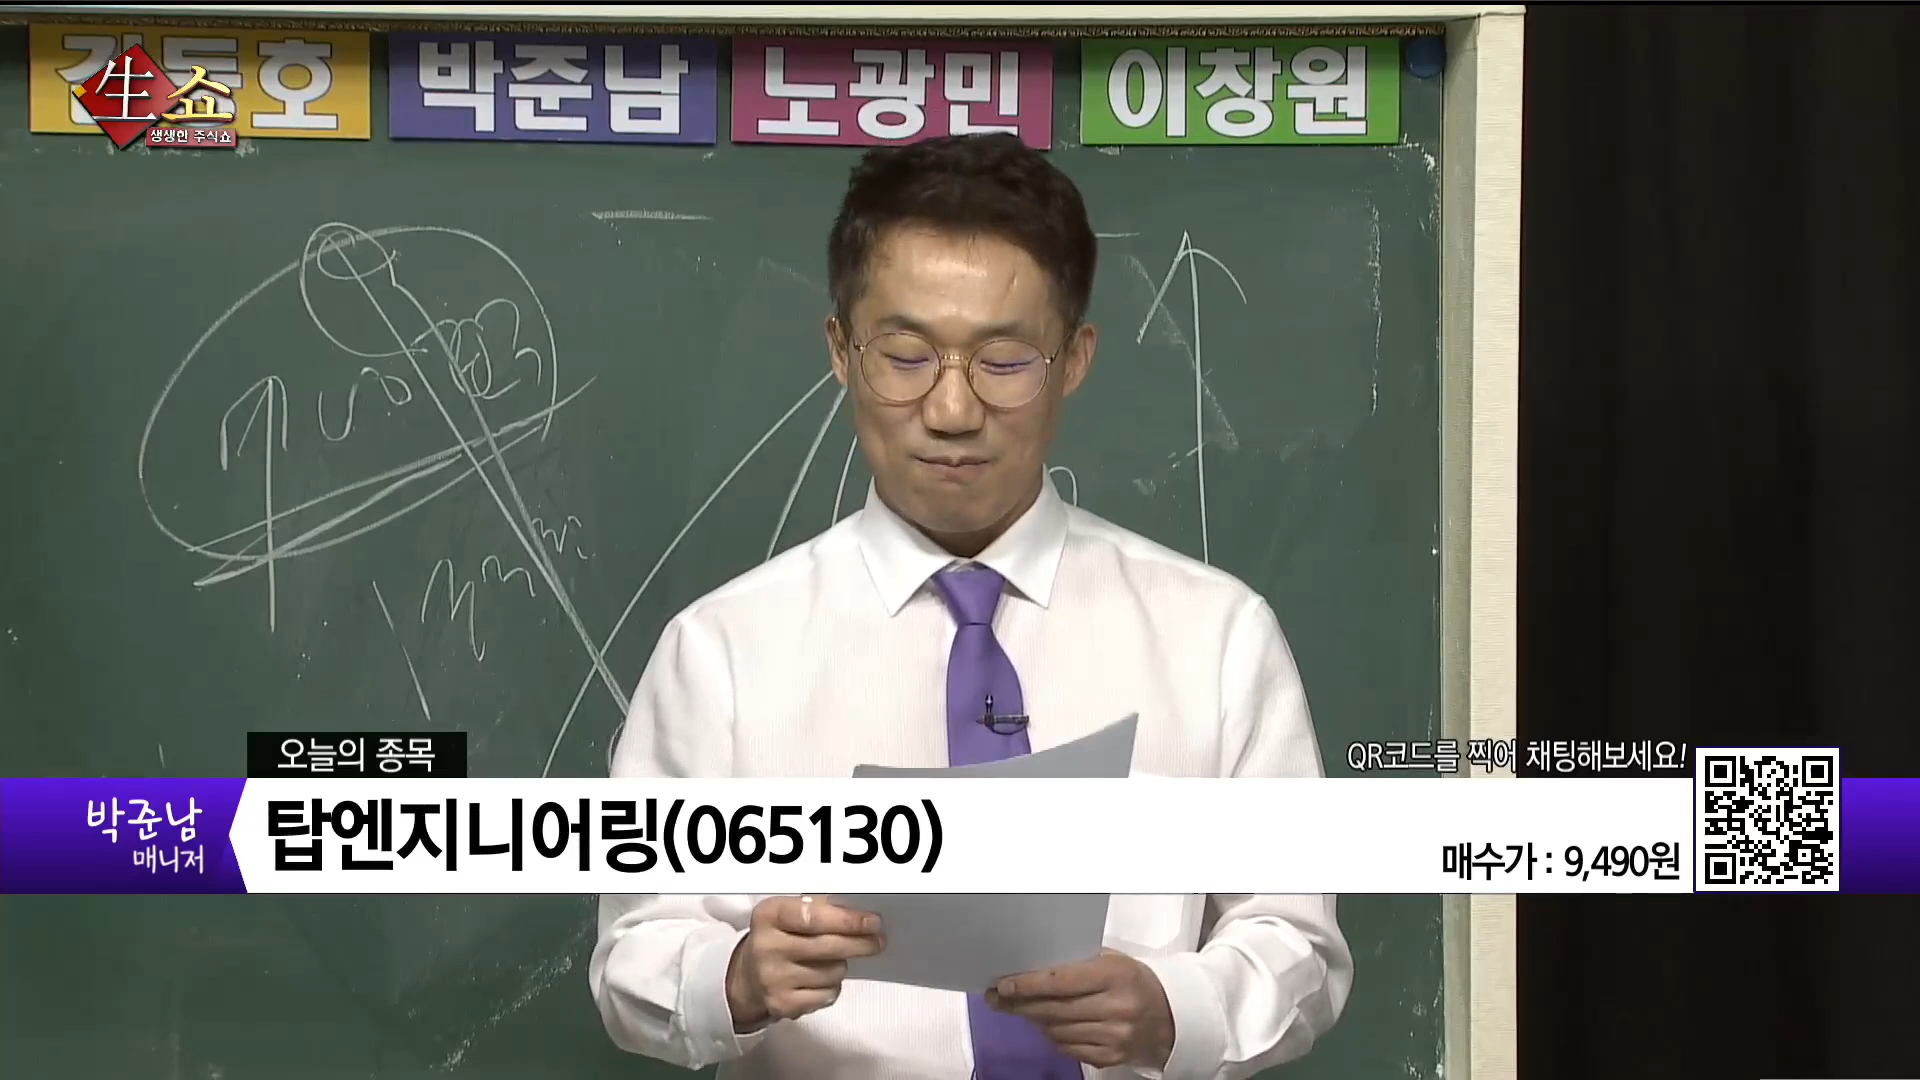 박준남
노광민
이창원
호
生쇼
생생한 주식쇼
오늘의 종목
QR코드를 찍어 채팅해보세요!
박준남
매니저
탑엔지니어링(065130)
매수가 : 9,490원